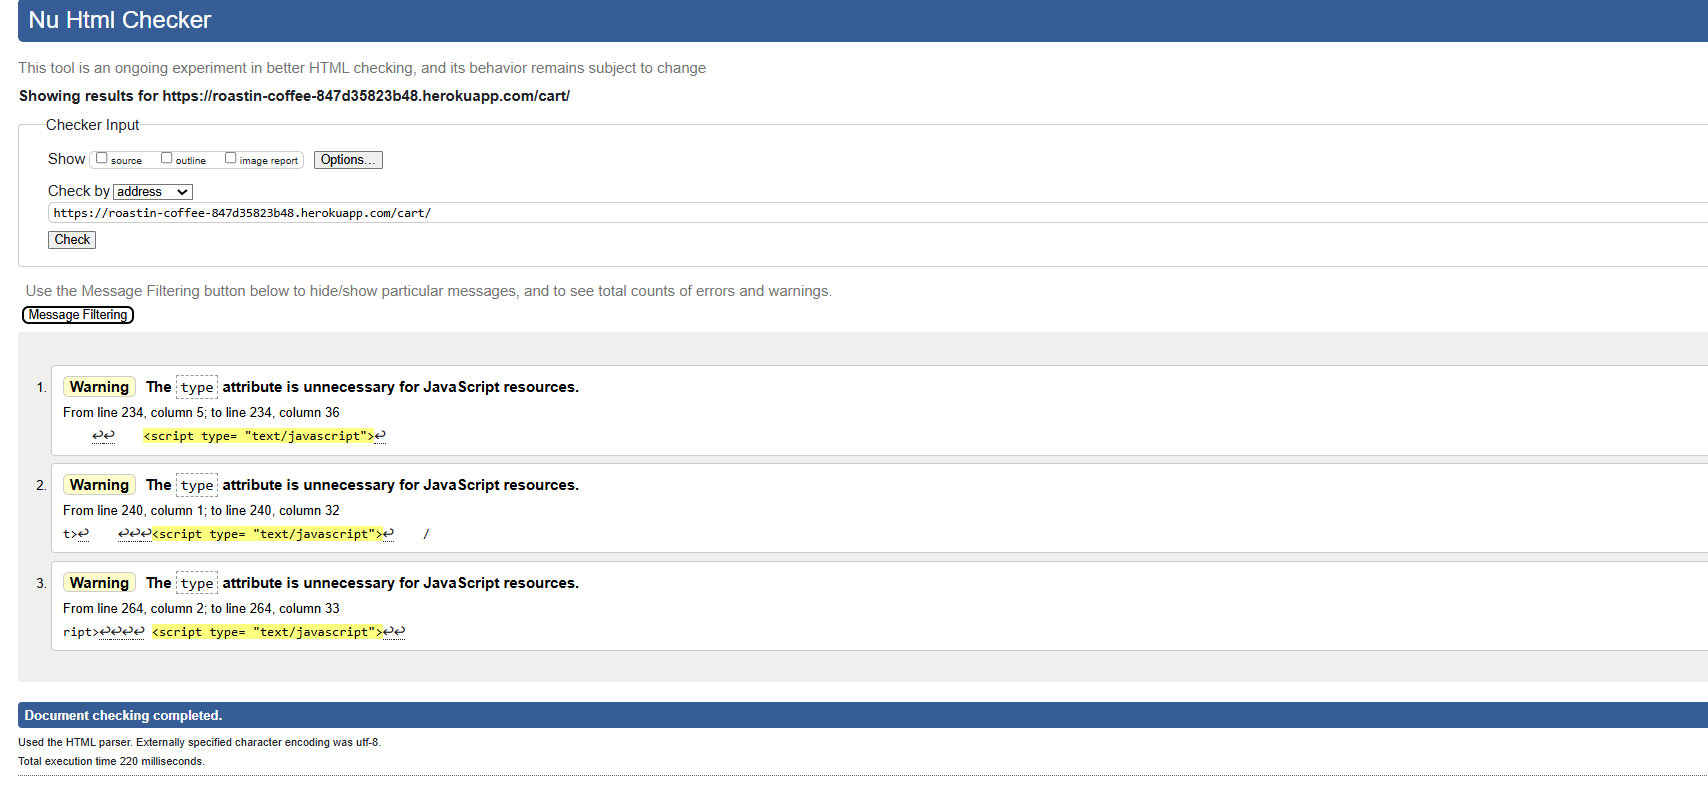 Nu Html Checker
This tool is an ongoing experiment in better HTML checking, and its behavior remains subject to change
Showing results for https://roastin-coffee-847d35823b48.herokuapp.com/cart/
Checker Input
Show source outline image report Options...
Check by address
https://roastin-coffee-847d35823b48.herokuapp.com/cart/
Check
Use the Message Filtering button below to hide/show particular messages, and to see total counts of errors and warnings.
Message Filtering
1. Warning The type attribute is unnecessary for JavaScript resources.
From line 234, column 5; to line 234, column 36
↩↩ <script type= "text/javascript">↩
2. Warning The type attribute is unnecessary for JavaScript resources.
From line 240, column 1; to line 240, column 32
t>↩ ↩↩↩<script type= "text/javascript">↩ /
3. Warning The type attribute is unnecessary for JavaScript resources.
From line 264, column 2; to line 264, column 33
ript>↩↩↩↩ <script type= "text/javascript">↩↩
Document checking completed.
Used the HTML parser. Externally specified character encoding was utf-8.
Total execution time 220 milliseconds.